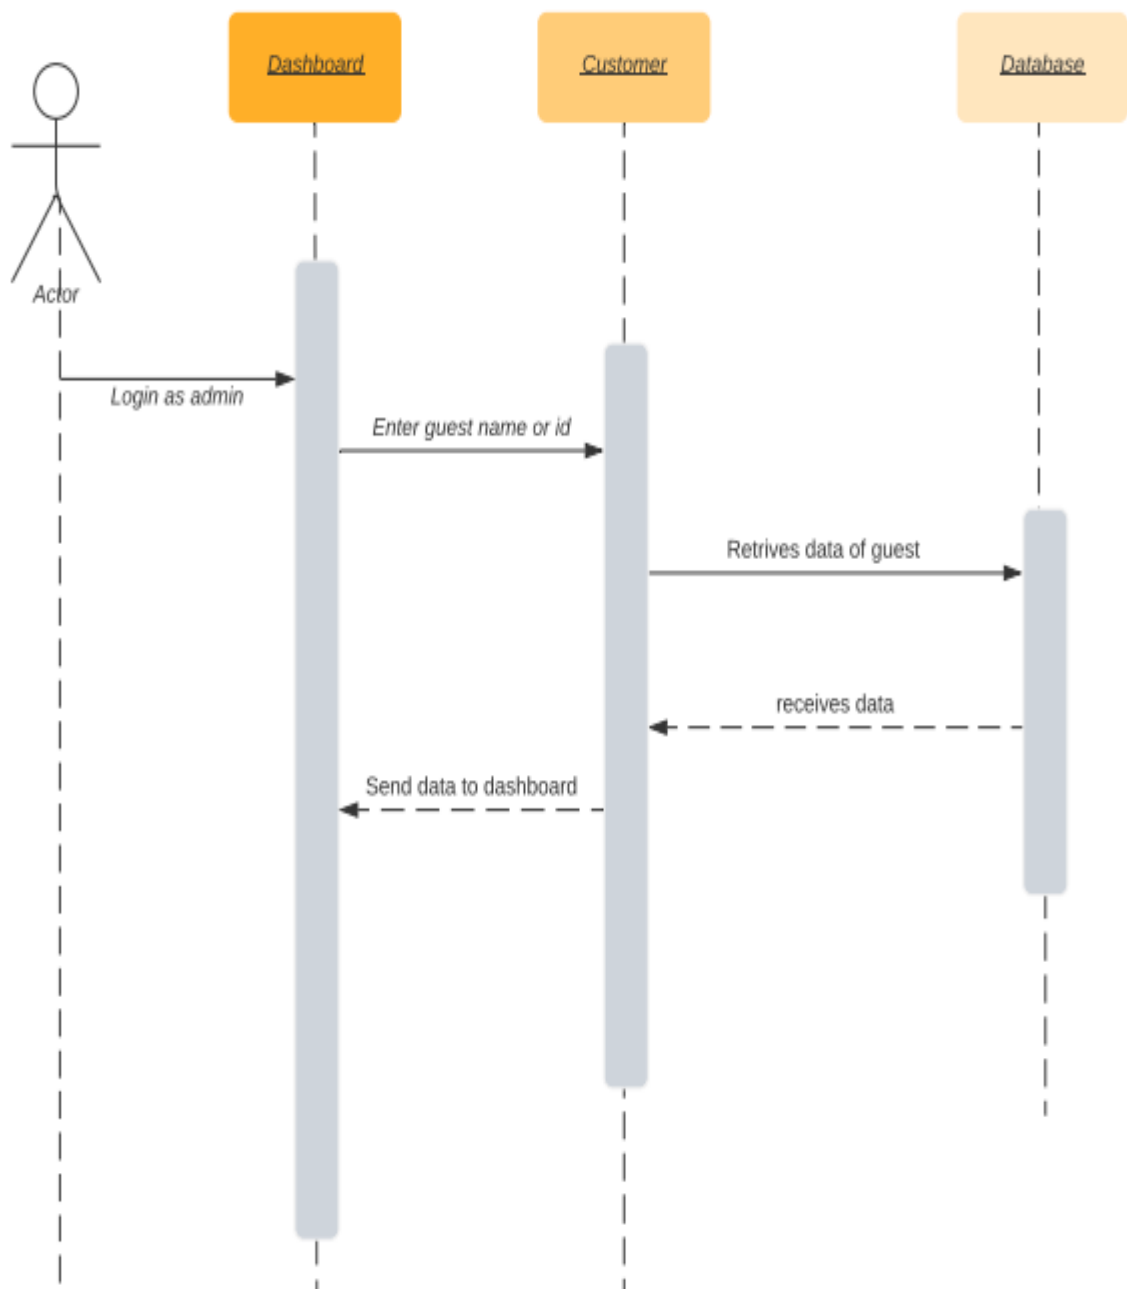 Dashboard
Customer
Database
Actor
Login as admin
Enter guest name or id
Retrives data of guest
receives data
Send data to dashboard